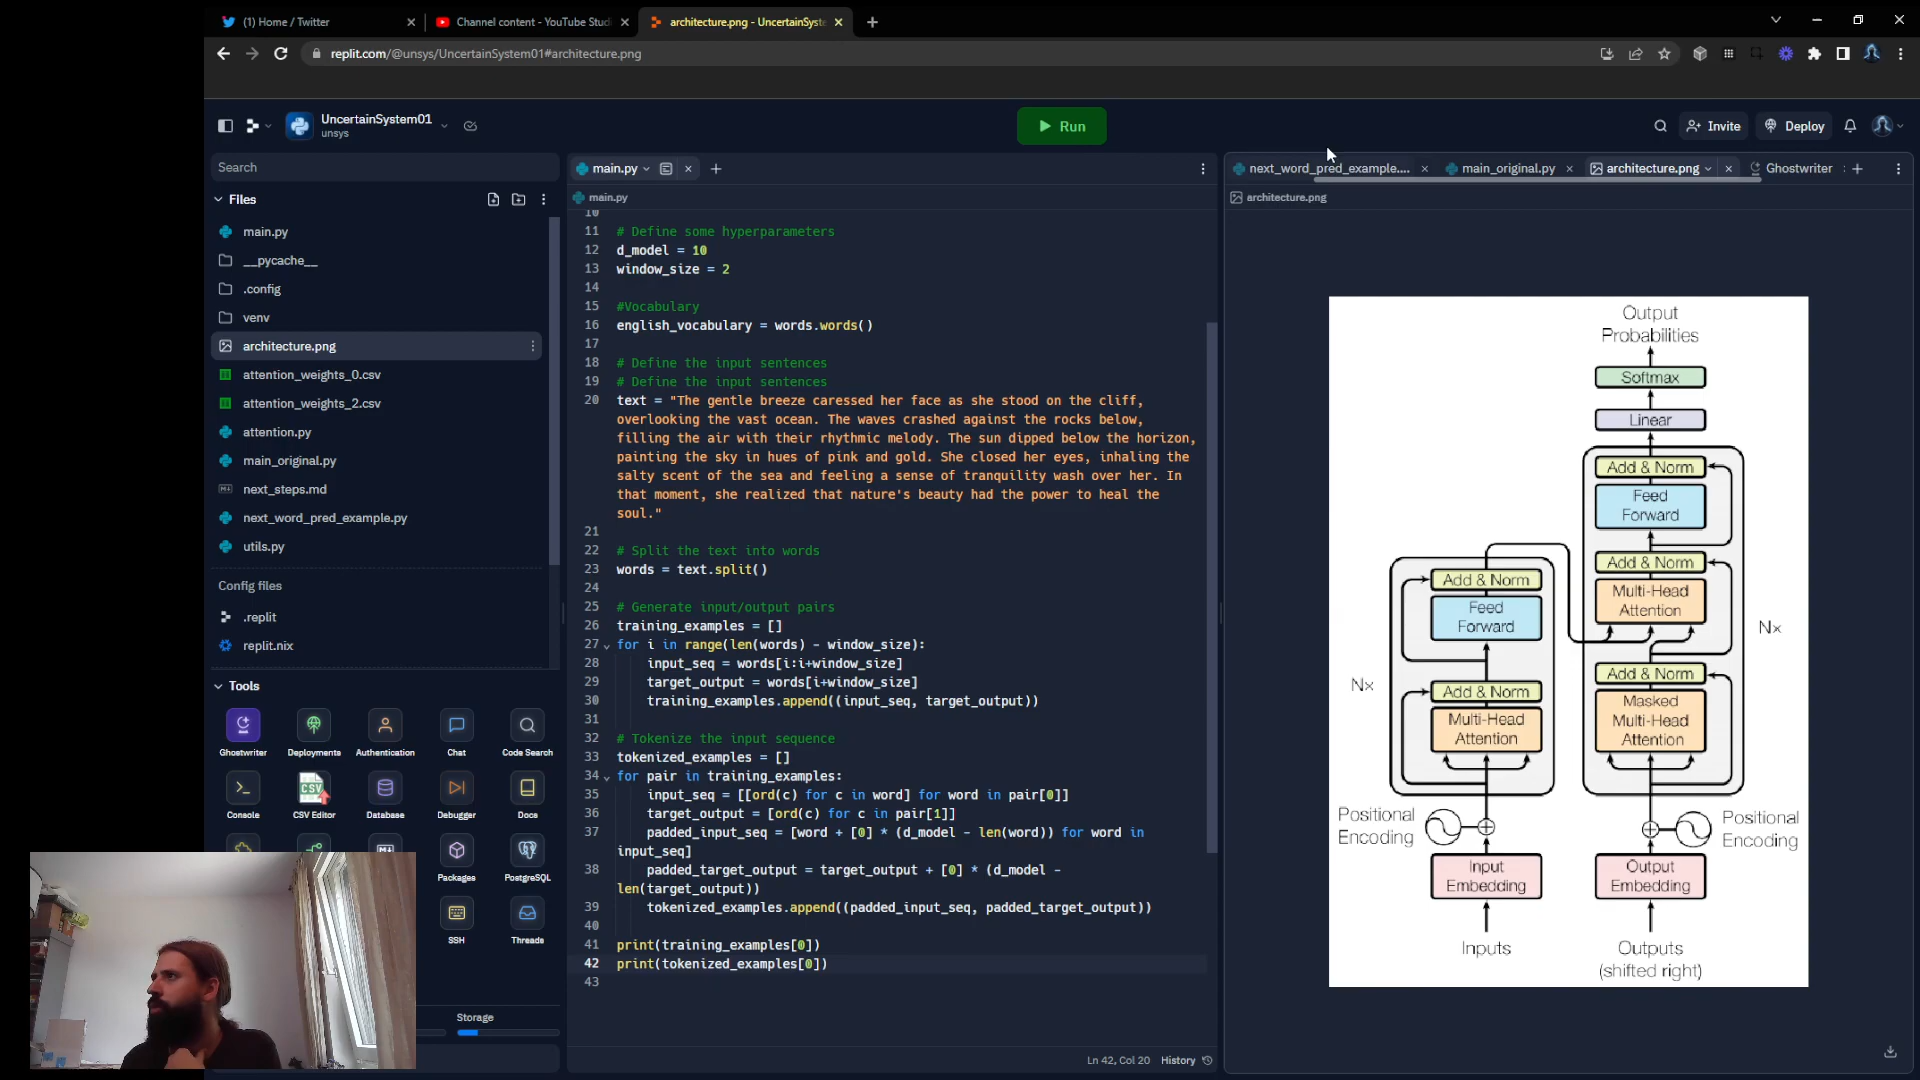 (1) Home / Twitter
Channel content - YouTube Studi
architecture.png - UncertainSyste
replit.com/@unsys/UncertainSystem01#architecture.png
UncertainSystem01
unsys
Run
Invite
Deploy
Search
Files
main.py
__pycache__
.config
venv
architecture.png
attention_weights_0.csv
attention_weights_2.csv
attention.py
main_original.py
next_steps.md
next_word_pred_example.py
utils.py
Config files
.replit
replit.nix
Tools
Ghostwriter
Deployments
Authentication
Chat
Code Search
Console
CSV Editor
Database
Debugger
Docs
Packages
PostgreSQL
SSH
Threads
Storage
main.py
main.py
10
11 # Define some hyperparameters
12 d_model = 10
13 window_size = 2
14
15 #Vocabulary
16 english_vocabulary = words.words()
17
18 # Define the input sentences
19 # Define the input sentences
20 text = "The gentle breeze caressed her face as she stood on the cliff,
overlooking the vast ocean. The waves crashed against the rocks below,
filling the air with their rhythmic melody. The sun dipped below the horizon,
painting the sky in hues of pink and gold. She closed her eyes, inhaling the
salty scent of the sea and feeling a sense of tranquility wash over her. In
that moment, she realized that nature's beauty had the power to heal the
soul."
21
22 # Split the text into words
23 words = text.split()
24
25 # Generate input/output pairs
26 training_examples = []
27 for i in range(len(words) - window_size):
28 input_seq = words[i:i+window_size]
29 target_output = words[i+window_size]
30 training_examples.append((input_seq, target_output))
31
32 # Tokenize the input sequence
33 tokenized_examples = []
34 for pair in training_examples:
35 input_seq = [[ord(c) for c in word] for word in pair[0]]
36 target_output = [ord(c) for c in pair[1]]
37 padded_input_seq = [word + [0] * (d_model - len(word)) for word in
input_seq]
38 padded_target_output = target_output + [0] * (d_model -
len(target_output))
39 tokenized_examples.append((padded_input_seq, padded_target_output))
40
41 print(training_examples[0])
42 print(tokenized_examples[0])
43
Ln 42, Col 20 History
next_word_pred_example....
main_original.py
architecture.png
Ghostwriter
architecture.png
Output
Probabilities
Softmax
Linear
Add & Norm
Feed
Forward
Add & Norm
Multi-Head
Attention
Add & Norm
Masked
Multi-Head
Attention
Nx
Add & Norm
Feed
Forward
Add & Norm
Multi-Head
Attention
Nx
Positional
Encoding
Positional
Encoding
Input
Embedding
Output
Embedding
Inputs
Outputs
(shifted right)